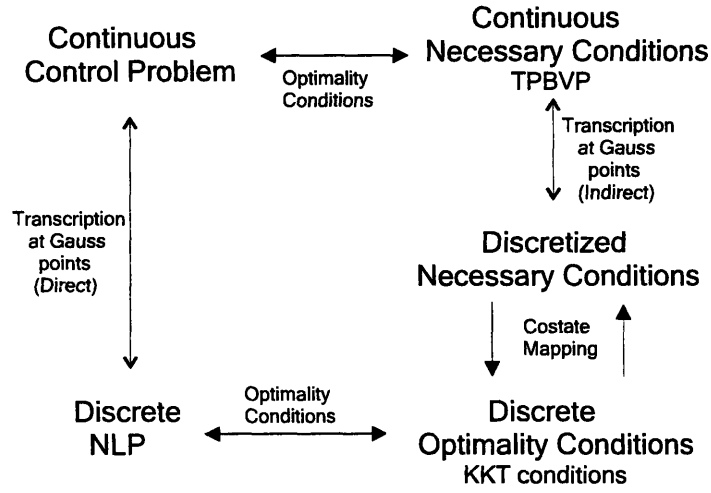 Continuous
Control Problem
Optimality
Conditions
Continuous
Necessary Conditions
TPBVP
Transcription
at Gauss
points
(Direct)
Transcription
at Gauss
points
(Indirect)
Discretized
Necessary Conditions
Costate
Mapping
Discrete
NLP
Optimality
Conditions
Discrete
Optimality Conditions
KKT conditions